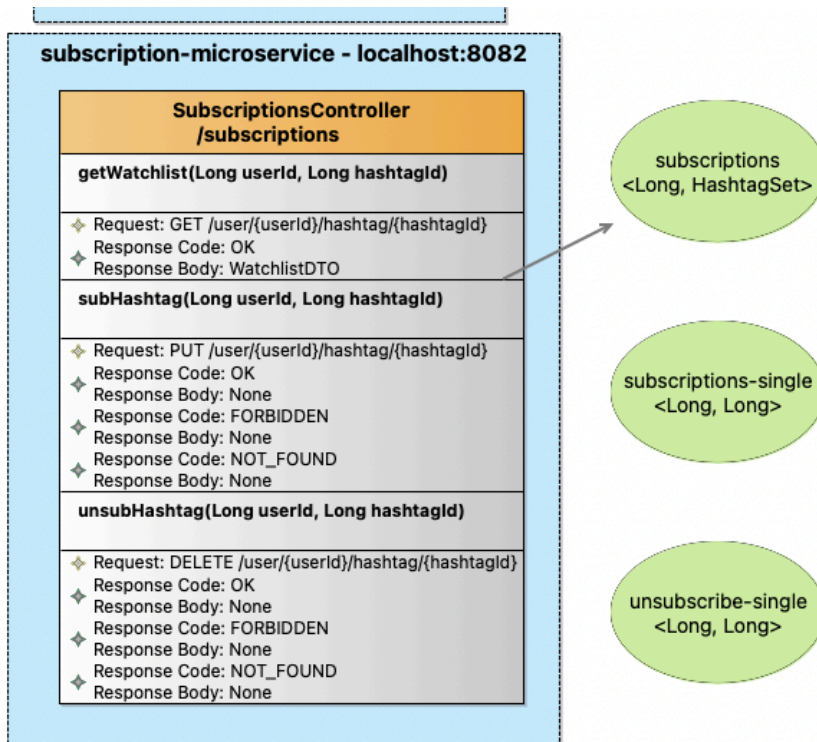 subscription-microservice - localhost:8082
SubscriptionsController
/subscriptions
getWatchlist(Long userId, Long hashtagId)
Request: GET /user/{userId}/hashtag/{hashtagId}
Response Code: OK
Response Body: WatchlistDTO
subHashtag(Long userId, Long hashtagId)
Request: PUT /user/{userId}/hashtag/{hashtagId}
Response Code: OK
Response Body: None
Response Code: FORBIDDEN
Response Body: None
Response Code: NOT_FOUND
Response Body: None
unsubHashtag(Long userId, Long hashtagId)
Request: DELETE /user/{userId}/hashtag/{hashtagId}
Response Code: OK
Response Body: None
Response Code: FORBIDDEN
Response Body: None
Response Code: NOT_FOUND
Response Body: None
subscriptions
<Long, HashtagSet>
subscriptions-single
<Long, Long>
unsubscribe-single
<Long, Long>